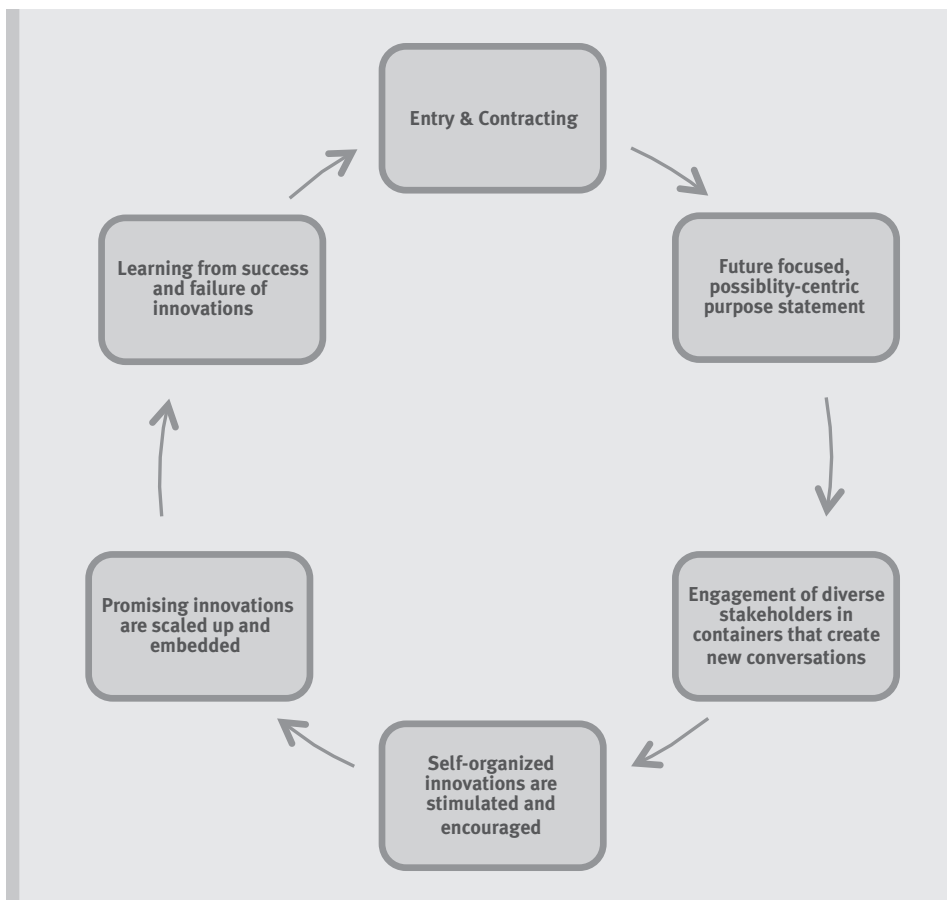 Entry & Contracting
Future focused,
possiblity-centric
purpose statement
Engagement of diverse
stakeholders in
containers that create
new conversations
Self-organized
innovations are
stimulated and
encouraged
Promising innovations
are scaled up and
embedded
Learning from success
and failure of
innovations